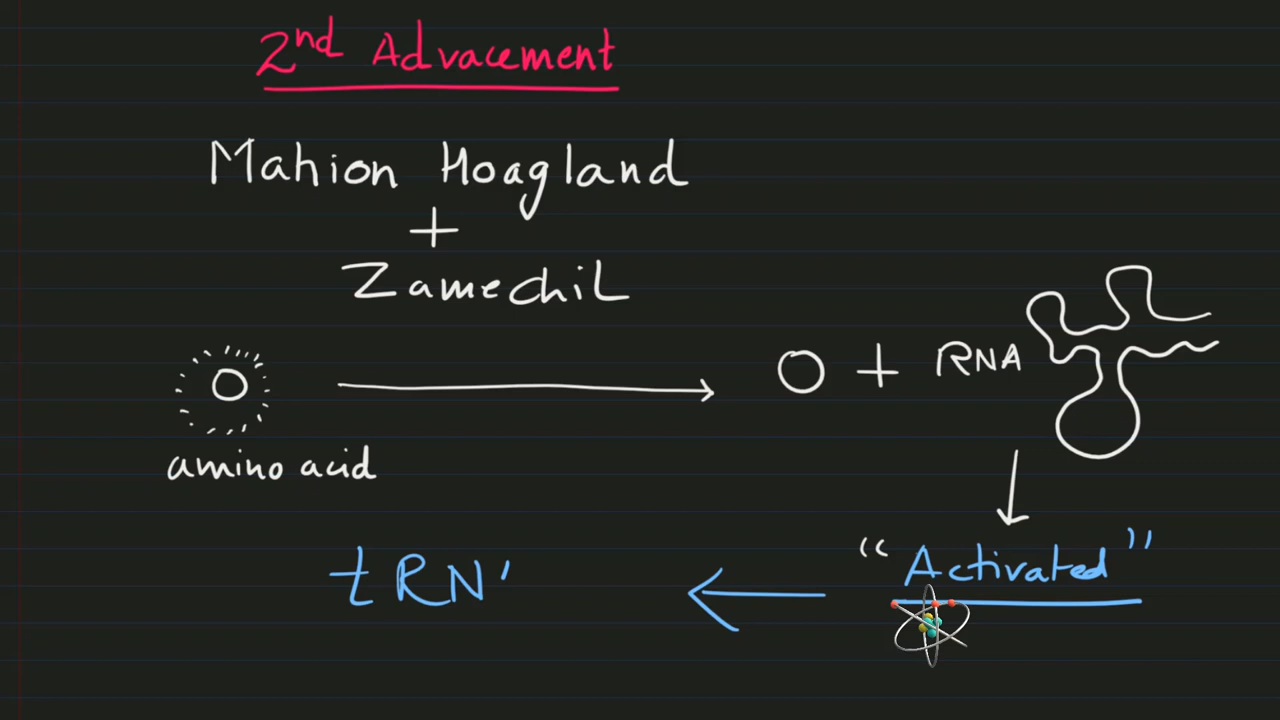 2nd Advacement
Mahion Hoagland
+
Zamechil
O + RNA
amino acid
"Activated"
tRN'